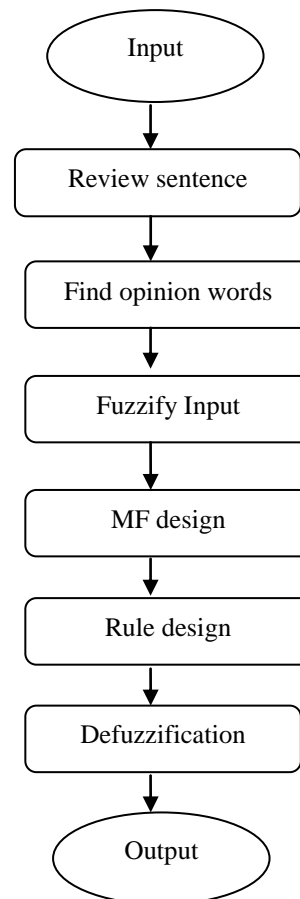 Input
Review sentence
Find opinion words
Fuzzify Input
MF design
Rule design
Defuzzification
Output